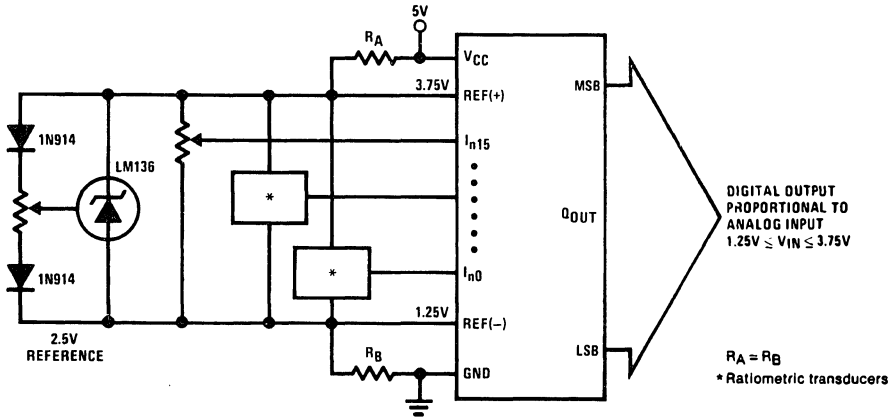 5V
RA
VCC
3.75V
REF(+)
MSB
1N914
In15
LM136
*
DIGITAL OUTPUT
PROPORTIONAL TO
ANALOG INPUT
1.25V ≤ VIN ≤ 3.75V
QOUT
*
In0
1N914
1.25V
REF(−)
2.5V
REFERENCE
LSB
RB
GND
RA = RB
* Ratiometric transducers